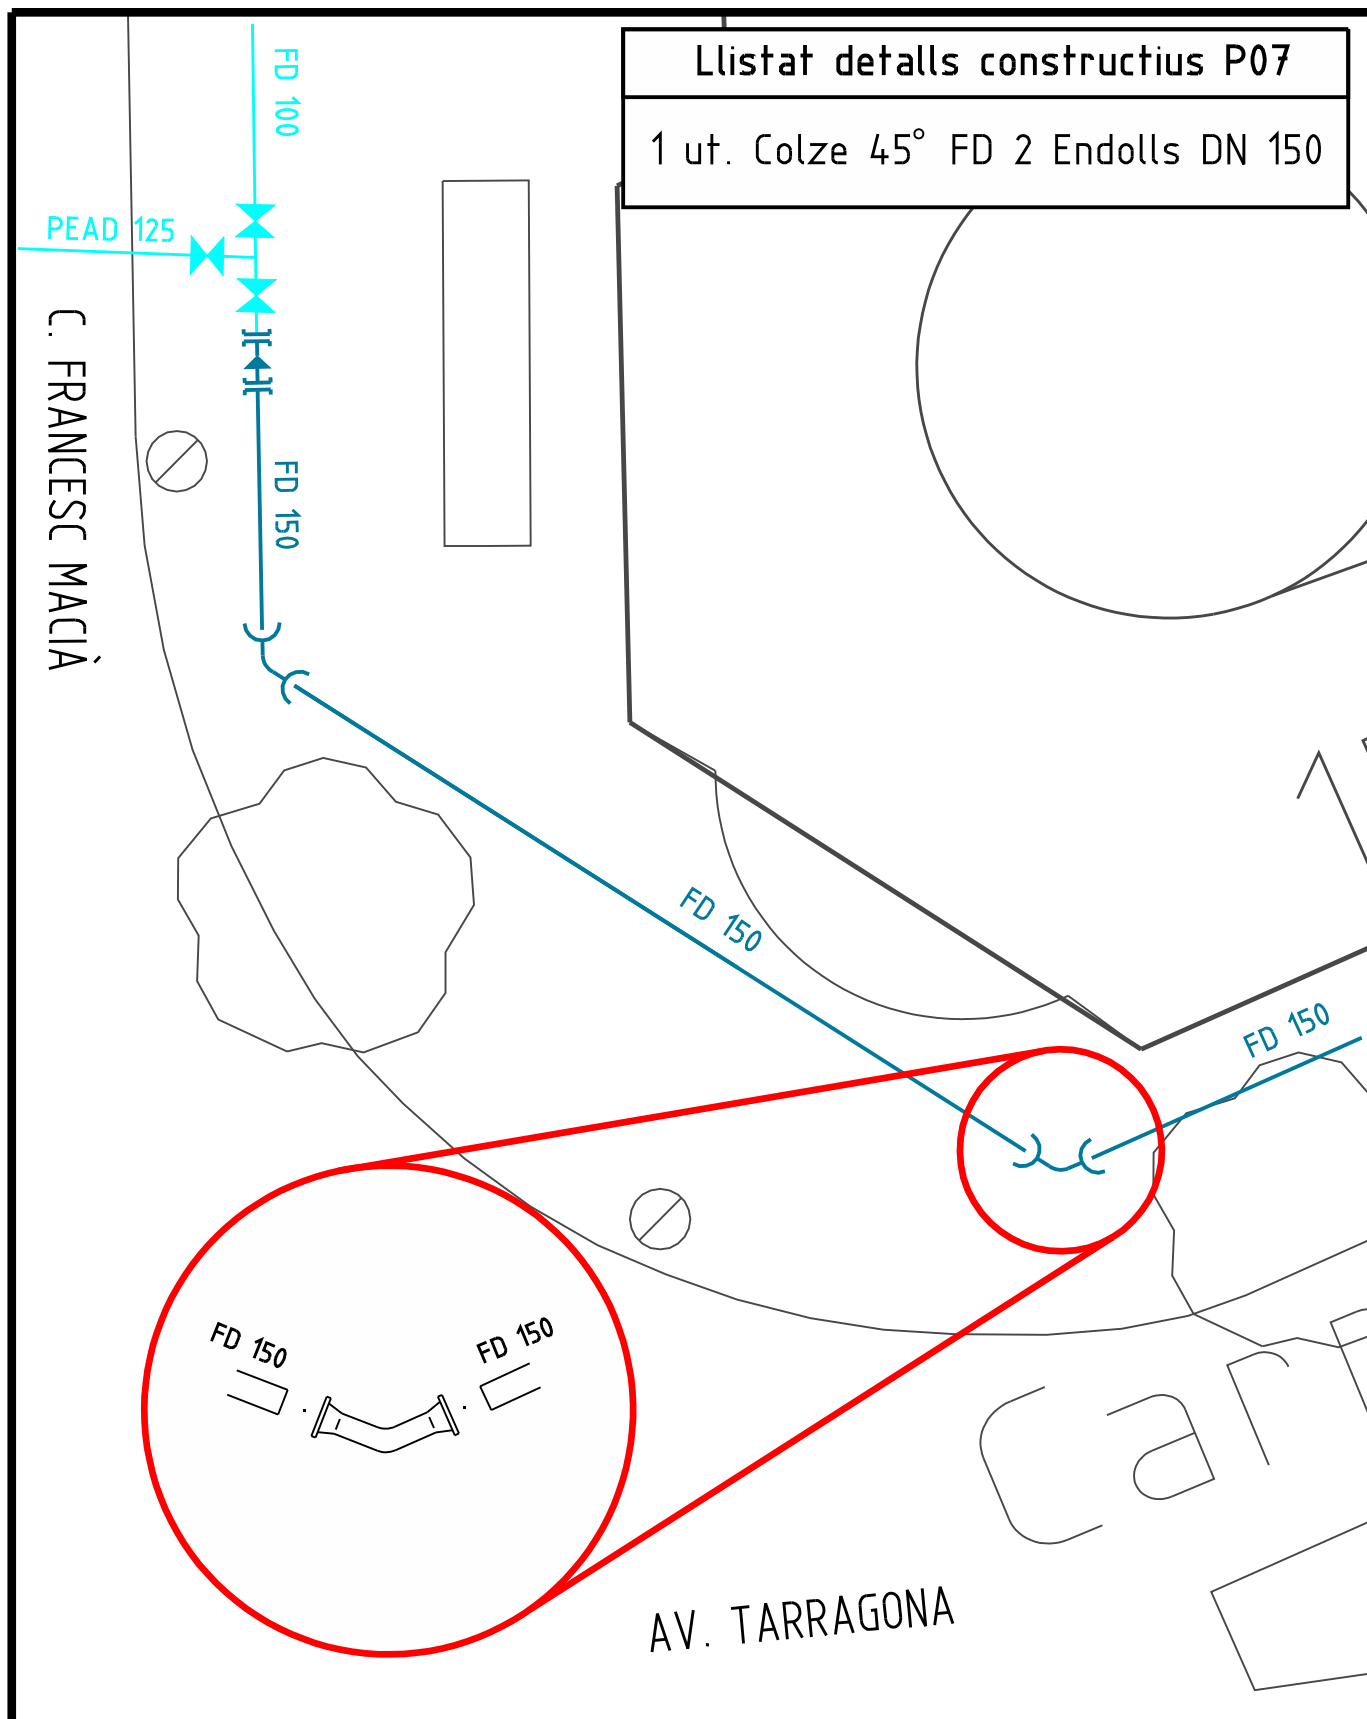 Llistat detalls constructius P07
1 ut. Colze 45° FD 2 Endolls DN 150
FD 100
PEAD 125
C. FRANCESC MACIÀ
FD 150
FD 150
FD 150
FD 150
FD 150
AV. TARRAGONA